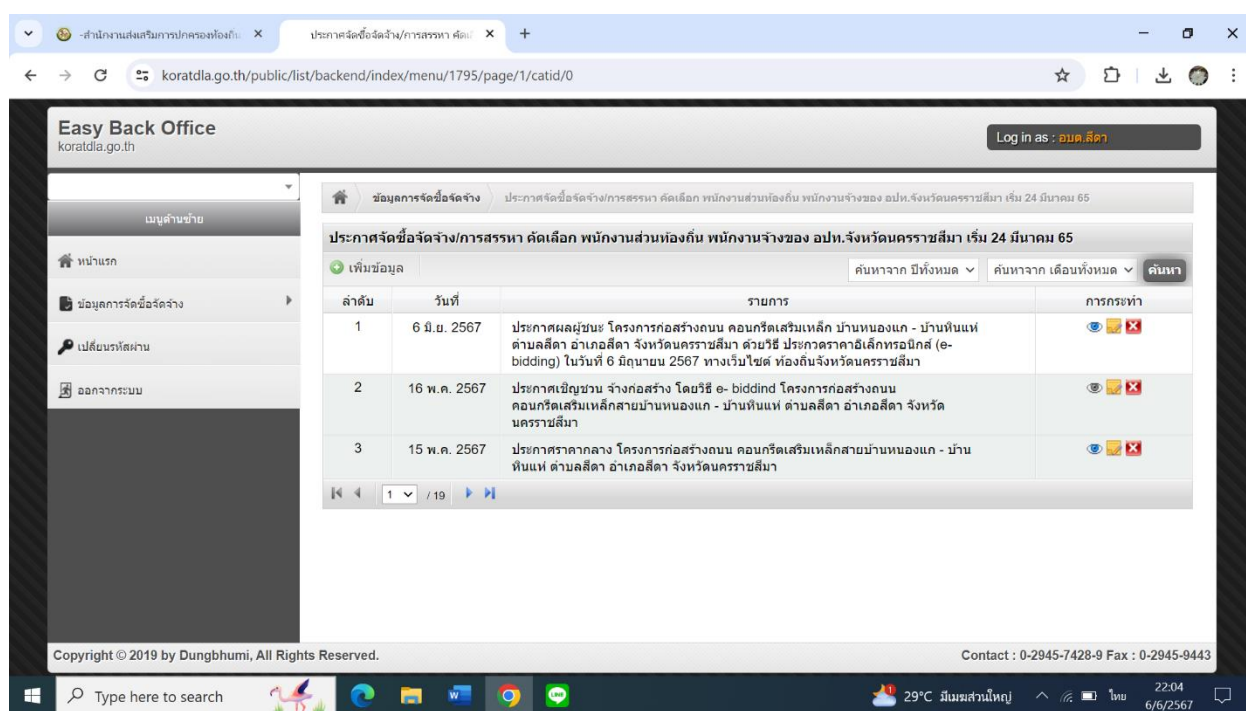 -สำนักงานส่งเสริมการปกครองท้องถิ่น
ประกาศจัดซื้อจัดจ้าง/การสรรหา คัดเลื
koratdla.go.th/public/list/backend/index/menu/1795/page/1/catid/0
Easy Back Office
koratdla.go.th
Log in as : อบต.สีดา
เมนูด้านซ้าย
หน้าแรก
ข้อมูลการจัดซื้อจัดจ้าง
เปลี่ยนรหัสผ่าน
ออกจากระบบ
ข้อมูลการจัดซื้อจัดจ้าง ประกาศจัดซื้อจัดจ้าง/การสรรหา คัดเลือก พนักงานส่วนท้องถิ่น พนักงานจ้างของ อปท.จังหวัดนครราชสีมา เริ่ม 24 มีนาคม 65
ประกาศจัดซื้อจัดจ้าง/การสรรหา คัดเลือก พนักงานส่วนท้องถิ่น พนักงานจ้างของ อปท.จังหวัดนครราชสีมา เริ่ม 24 มีนาคม 65
เพิ่มข้อมูล ค้นหาจาก ปีทั้งหมด ค้นหาจาก เดือนทั้งหมด ค้นหา
ลำดับ วันที่ รายการ การกระทำ
1 6 มิ.ย. 2567 ประกาศผลผู้ชนะ โครงการก่อสร้างถนน คอนกรีตเสริมเหล็ก บ้านหนองแก - บ้านหินแห่
ตำบลสีดา อำเภอสีดา จังหวัดนครราชสีมา ด้วยวิธี ประกวดราคาอิเล็กทรอนิกส์ (e-
bidding) ในวันที่ 6 มิถุนายน 2567 ทางเว็บไซต์ ท้องถิ่นจังหวัดนครราชสีมา
2 16 พ.ค. 2567 ประกาศเชิญชวน จ้างก่อสร้าง โดยวิธี e- biddind โครงการก่อสร้างถนน
คอนกรีตเสริมเหล็กสายบ้านหนองแก - บ้านหินแห่ ตำบลสีดา อำเภอสีดา จังหวัด
นครราชสีมา
3 15 พ.ค. 2567 ประกาศราคากลาง โครงการก่อสร้างถนน คอนกรีตเสริมเหล็กสายบ้านหนองแก - บ้าน
หินแห่ ตำบลสีดา อำเภอสีดา จังหวัดนครราชสีมา
1 / 19
Copyright © 2019 by Dungbhumi, All Rights Reserved. Contact : 0-2945-7428-9 Fax : 0-2945-9443
Type here to search 29°C มีเมฆส่วนใหญ่ ไทย 22:04
6/6/2567